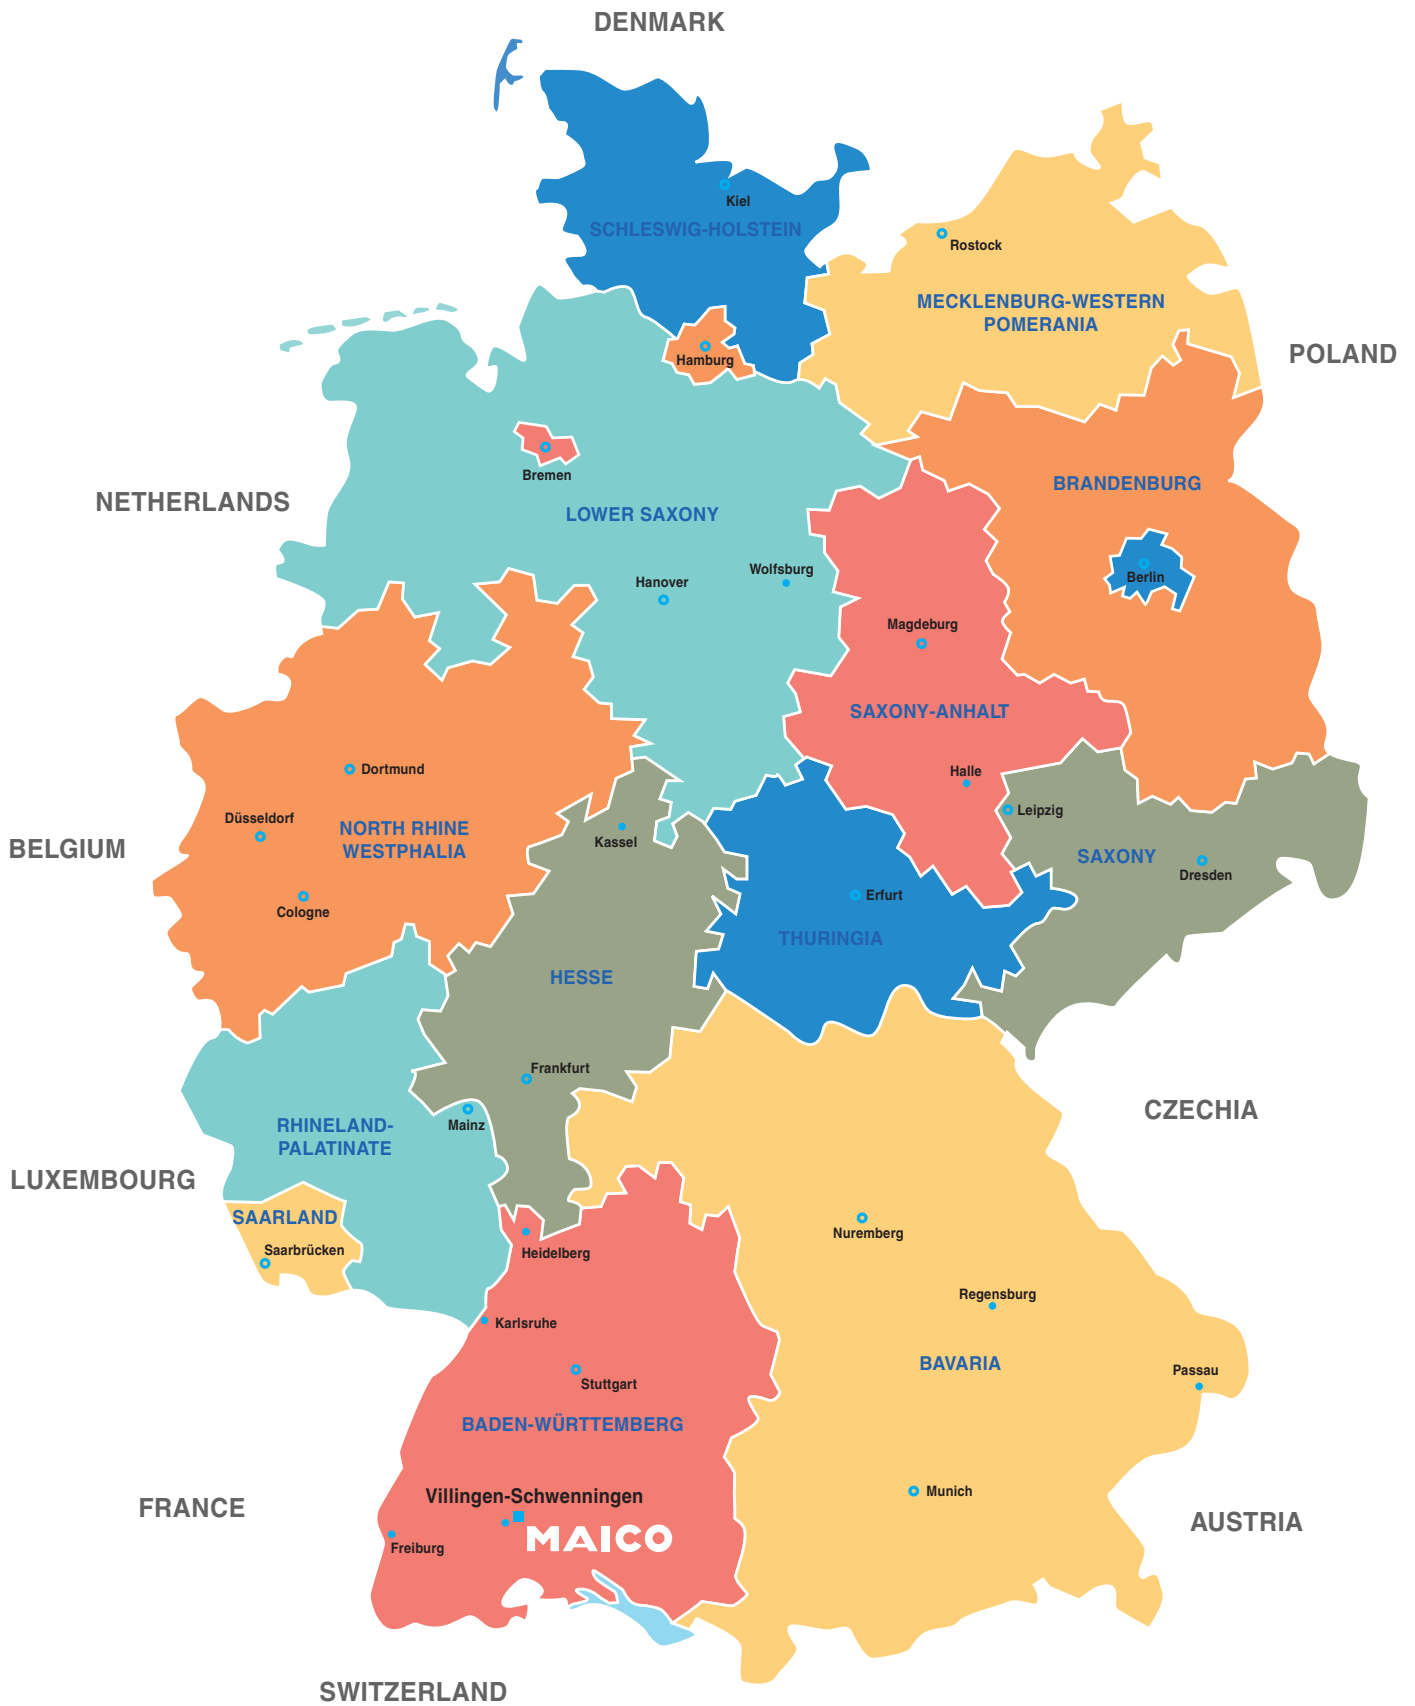 DENMARK
Kiel
SCHLESWIG-HOLSTEIN
Rostock
MECKLENBURG-WESTERN
POMERANIA
POLAND
Hamburg
Bremen
BRANDENBURG
NETHERLANDS
LOWER SAXONY
Wolfsburg
Hanover
Berlin
Magdeburg
SAXONY-ANHALT
Dortmund
Halle
Leipzig
Düsseldorf
NORTH RHINE
WESTPHALIA
Kassel
BELGIUM
SAXONY
Dresden
Erfurt
Cologne
THURINGIA
HESSE
Frankfurt
CZECHIA
RHINELAND-
PALATINATE
Mainz
LUXEMBOURG
SAARLAND
Saarbrücken
Nuremberg
Heidelberg
Regensburg
Karlsruhe
BAVARIA
Passau
Stuttgart
BADEN-WÜRTTEMBERG
Munich
Villingen-Schwenningen
FRANCE
AUSTRIA
MAICO
Freiburg
SWITZERLAND